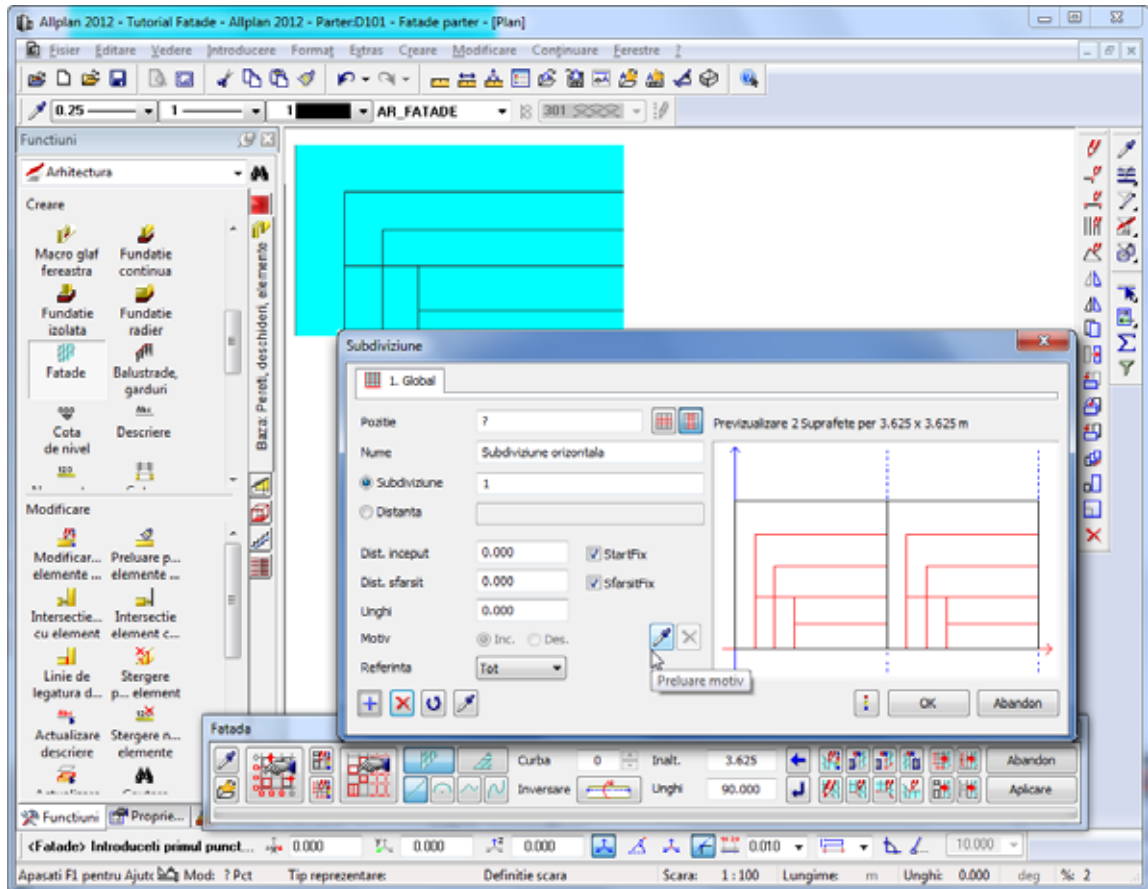 Allplan 2012 - Tutorial Fatade - Allplan 2012 - Parter:D101 - Fatade parter - [Plan]
Fisier Editare Vedere Introducere Format Extras Creare Modificare Continuare Ferestre ?
0.25 1 1 AR_FATADE 301
Functiuni
Arhitectura
Creare
Macro glaf fereastra
Fundatie continua
Fundatie izolata
Fundatie radier
Fatade
Balustrade, garduri
Cota de nivel
Descriere
Baza: Pereti, deschideri, elemente
Modificare
Modificar... elemente ...
Preluare p... elemente ...
Intersectie... cu element
Intersectie element c...
Linie de legatura d...
Stergere p... element
Actualizare descriere
Stergere n... elemente
Functiuni Proprie...
Subdiviziune
1. Global
Pozitie ?
Previzualizare 2 Suprafete per 3.625 x 3.625 m
Nume Subdiviziune orizontala
Subdiviziune 1
Distanta
Dist. inceput 0.000 StartFix
Dist. sfarsit 0.000 SfarsitFix
Unghi 0.000
Motiv Inc. Des.
Referinta Tot
Preluare motiv
OK Abandon
Fatada
Curba 0 Inalt. 3.625 Abandon
Inversare Unghi 90.000 Aplicare
<Fatade> Introduceti primul punct... 0.000 0.000 0.000 0.010 10.000
Apasati F1 pentru Ajutc Mod: ? Pct Tip reprezentare: Definitie scara Scara: 1 : 100 Lungime: m Unghi: 0.000 deg %: 2